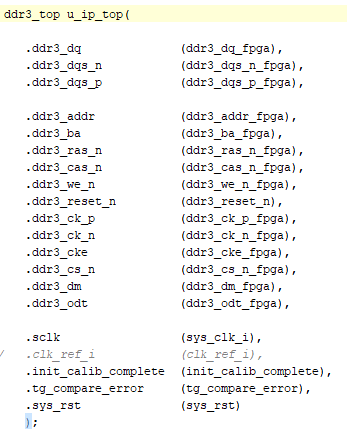 ddr3_top u_ip_top(
.ddr3_dq (ddr3_dq_fpga),
.ddr3_dqs_n (ddr3_dqs_n_fpga),
.ddr3_dqs_p (ddr3_dqs_p_fpga),
.ddr3_addr (ddr3_addr_fpga),
.ddr3_ba (ddr3_ba_fpga),
.ddr3_ras_n (ddr3_ras_n_fpga),
.ddr3_cas_n (ddr3_cas_n_fpga),
.ddr3_we_n (ddr3_we_n_fpga),
.ddr3_reset_n (ddr3_reset_n),
.ddr3_ck_p (ddr3_ck_p_fpga),
.ddr3_ck_n (ddr3_ck_n_fpga),
.ddr3_cke (ddr3_cke_fpga),
.ddr3_cs_n (ddr3_cs_n_fpga),
.ddr3_dm (ddr3_dm_fpga),
.ddr3_odt (ddr3_odt_fpga),
.sclk (sys_clk_i),
/ .clk_ref_i (clk_ref_i),
.init_calib_complete (init_calib_complete),
.tg_compare_error (tg_compare_error),
.sys_rst (sys_rst)
);